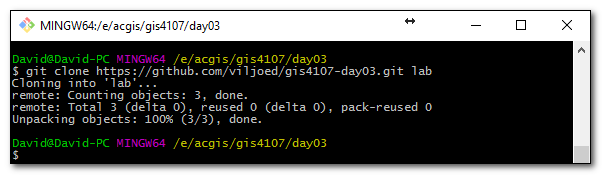 MINGW64:/e/acgis/gis4107/day03
David@David-PC MINGW64 /e/acgis/gis4107/day03
$ git clone https://github.com/viljoed/gis4107-day03.git lab
Cloning into 'lab'...
remote: Counting objects: 3, done.
remote: Total 3 (delta 0), reused 0 (delta 0), pack-reused 0
Unpacking objects: 100% (3/3), done.
David@David-PC MINGW64 /e/acgis/gis4107/day03
$